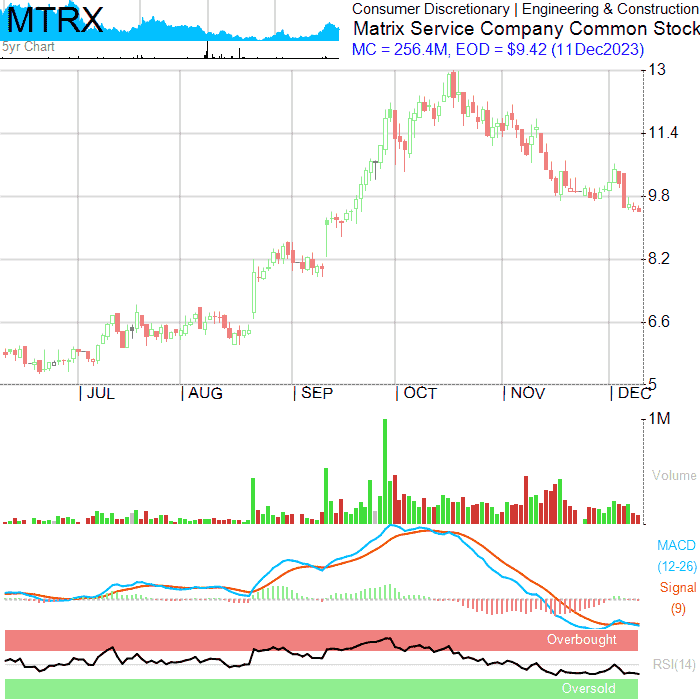 MTRX
5yr Chart
Consumer Discretionary | Engineering & Construction
Matrix Service Company Common Stock
MC = 256.4M, EOD = $9.42 (11Dec2023)
13
11.4
9.8
8.2
6.6
5
| JUL | AUG | SEP | OCT | NOV | DEC
1M
Volume
MACD
(12-26)
Signal
(9)
Overbought
RSI(14)
Oversold